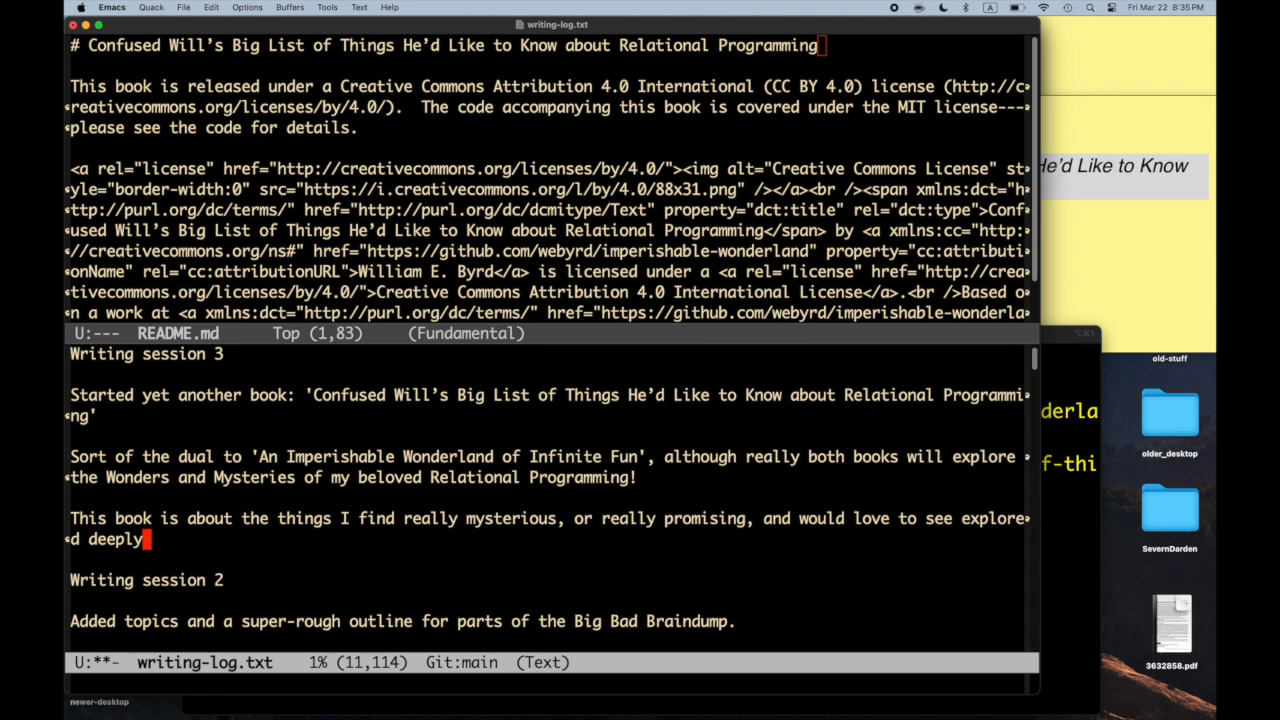 Emacs Quack File Edit Options Buffers Tools Text Help A Fri Mar 22 8:35 PM
writing-log.txt
# Confused Will’s Big List of Things He’d Like to Know about Relational Programming
This book is released under a Creative Commons Attribution 4.0 International (CC BY 4.0) license (http://c
reativecommons.org/licenses/by/4.0/).  The code accompanying this book is covered under the MIT license---
please see the code for details.
<a rel="license" href="http://creativecommons.org/licenses/by/4.0/"><img alt="Creative Commons License" st
yle="border-width:0" src="https://i.creativecommons.org/l/by/4.0/88x31.png" /></a><br /><span xmlns:dct="h
ttp://purl.org/dc/terms/" href="http://purl.org/dc/dcmitype/Text" property="dct:title" rel="dct:type">Conf
used Will’s Big List of Things He’d Like to Know about Relational Programming</span> by <a xmlns:cc="http:
//creativecommons.org/ns#" href="https://github.com/webyrd/imperishable-wonderland" property="cc:attributi
onName" rel="cc:attributionURL">William E. Byrd</a> is licensed under a <a rel="license" href="http://crea
tivecommons.org/licenses/by/4.0/">Creative Commons Attribution 4.0 International License</a>.<br />Based o
n a work at <a xmlns:dct="http://purl.org/dc/terms/" href="https://github.com/webyrd/imperishable-wonderla
U:--- README.md Top (1,83) (Fundamental)
Writing session 3
Started yet another book: 'Confused Will’s Big List of Things He’d Like to Know about Relational Programmi
ng'
Sort of the dual to 'An Imperishable Wonderland of Infinite Fun', although really both books will explore
the Wonders and Mysteries of my beloved Relational Programming!
This book is about the things I find really mysterious, or really promising, and would love to see explore
d deeply
Writing session 2
Added topics and a super-rough outline for parts of the Big Bad Braindump.
U:**- writing-log.txt 1% (11,114) Git:main (Text)
He’d Like to Know
⌥⌘1
old-stuff
derla
older_desktop
f-thi
SevernDarden
3632858.pdf
newer-desktop